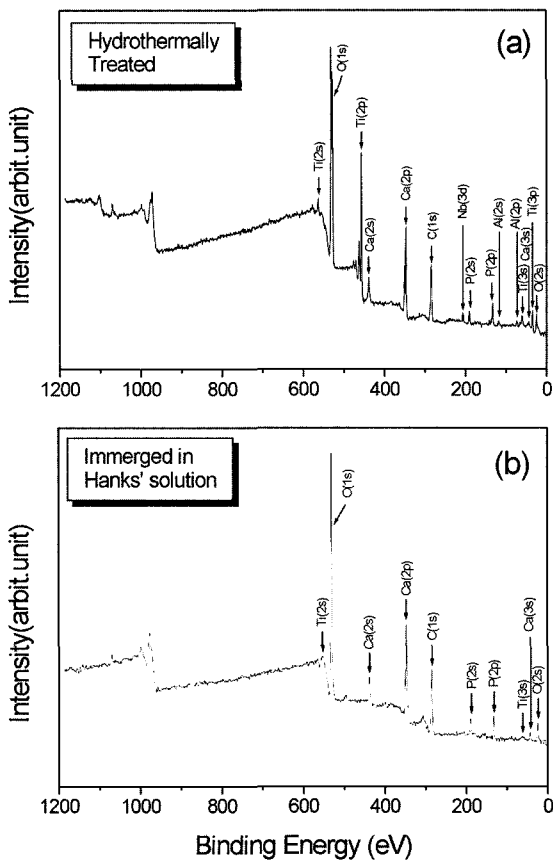 Hydrothermally
Treated
(a)
Intensity(arbit.unit)
Ti(2s)
O(1s)
Ti(2p)
Ca(2s)
Ca(2p)
C(1s)
Nb(3d)
P(2s)
P(2p)
Al(2s)
Al(2p)
Ti(3s)
Ca(3s)
Ti(3p)
O(2s)
1200 1000 800 600 400 200 0
Immerged in
Hanks' solution
(b)
Intensity(arbit.unit)
Ti(2s)
O(1s)
Ca(2s)
Ca(2p)
C(1s)
P(2s)
P(2p)
Ti(3s)
Ca(3s)
O(2s)
1200 1000 800 600 400 200 0
Binding Energy (eV)